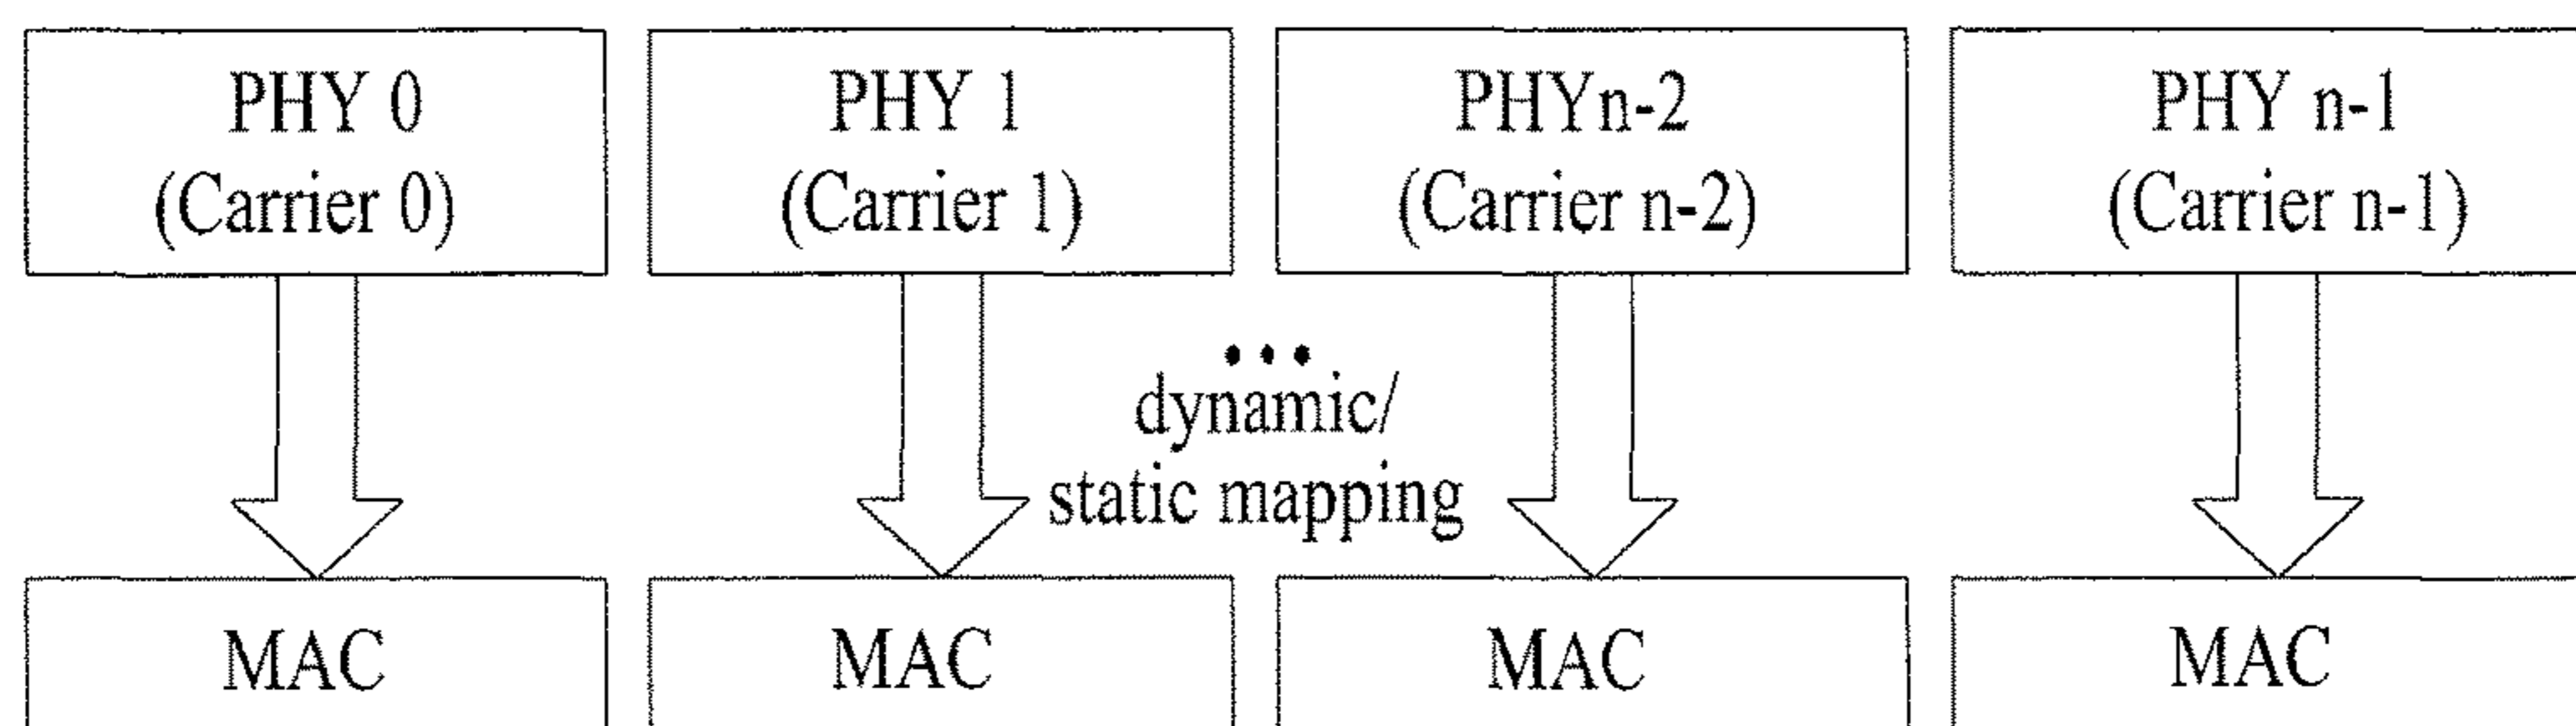 PHY 0
(Carrier 0)
PHY 1
(Carrier 1)
PHYn-2
(Carrier n-2)
PHY n-1
(Carrier n-1)
•••
dynamic/
static mapping
MAC
MAC
MAC
MAC